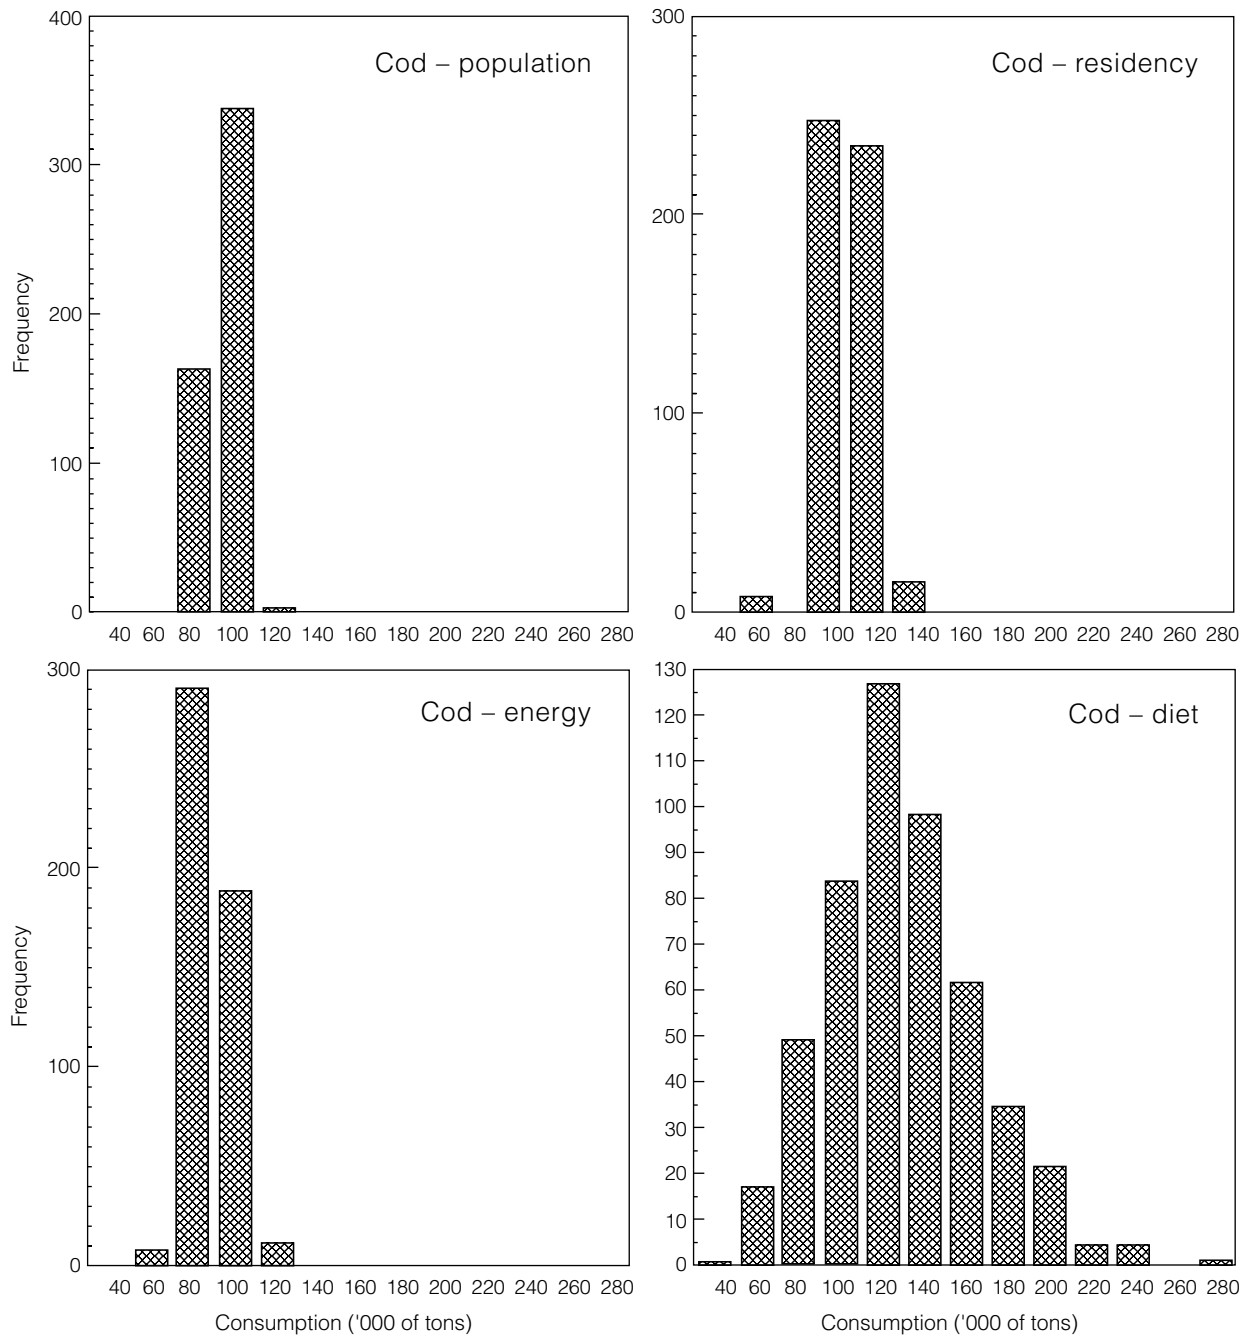 400
300
200
100
0
Cod – population
Frequency
40 60 80 100 120 140 160 180 200 220 240 260 280
300
200
100
0
Cod – residency
40 60 80 100 120 140 160 180 200 220 240 260 280
300
200
100
0
Cod – energy
Frequency
40 60 80 100 120 140 160 180 200 220 240 260 280
Consumption ('000 of tons)
130
120
110
100
90
80
70
60
50
40
30
20
10
0
Cod – diet
40 60 80 100 120 140 160 180 200 220 240 260 280
Consumption ('000 of tons)